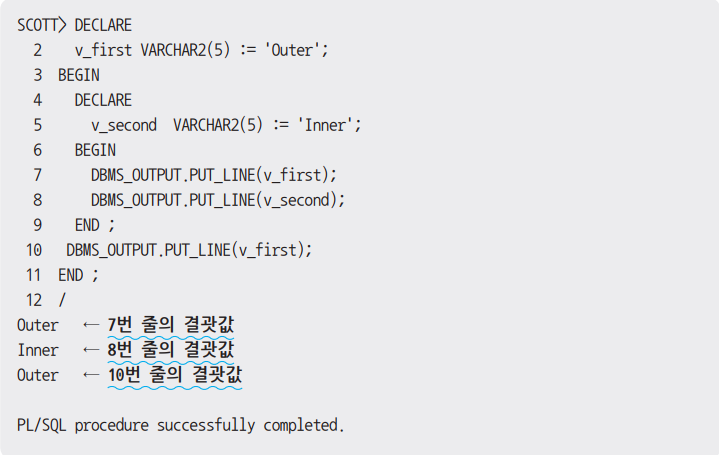 SCOTT> DECLARE
2 v_first VARCHAR2(5) := 'Outer';
3 BEGIN
4 DECLARE
5 v_second VARCHAR2(5) := 'Inner';
6 BEGIN
7 DBMS_OUTPUT.PUT_LINE(v_first);
8 DBMS_OUTPUT.PUT_LINE(v_second);
9 END ;
10 DBMS_OUTPUT.PUT_LINE(v_first);
11 END ;
12 /
Outer ← 7번 줄의 결괏값
Inner ← 8번 줄의 결괏값
Outer ← 10번 줄의 결괏값
PL/SQL procedure successfully completed.